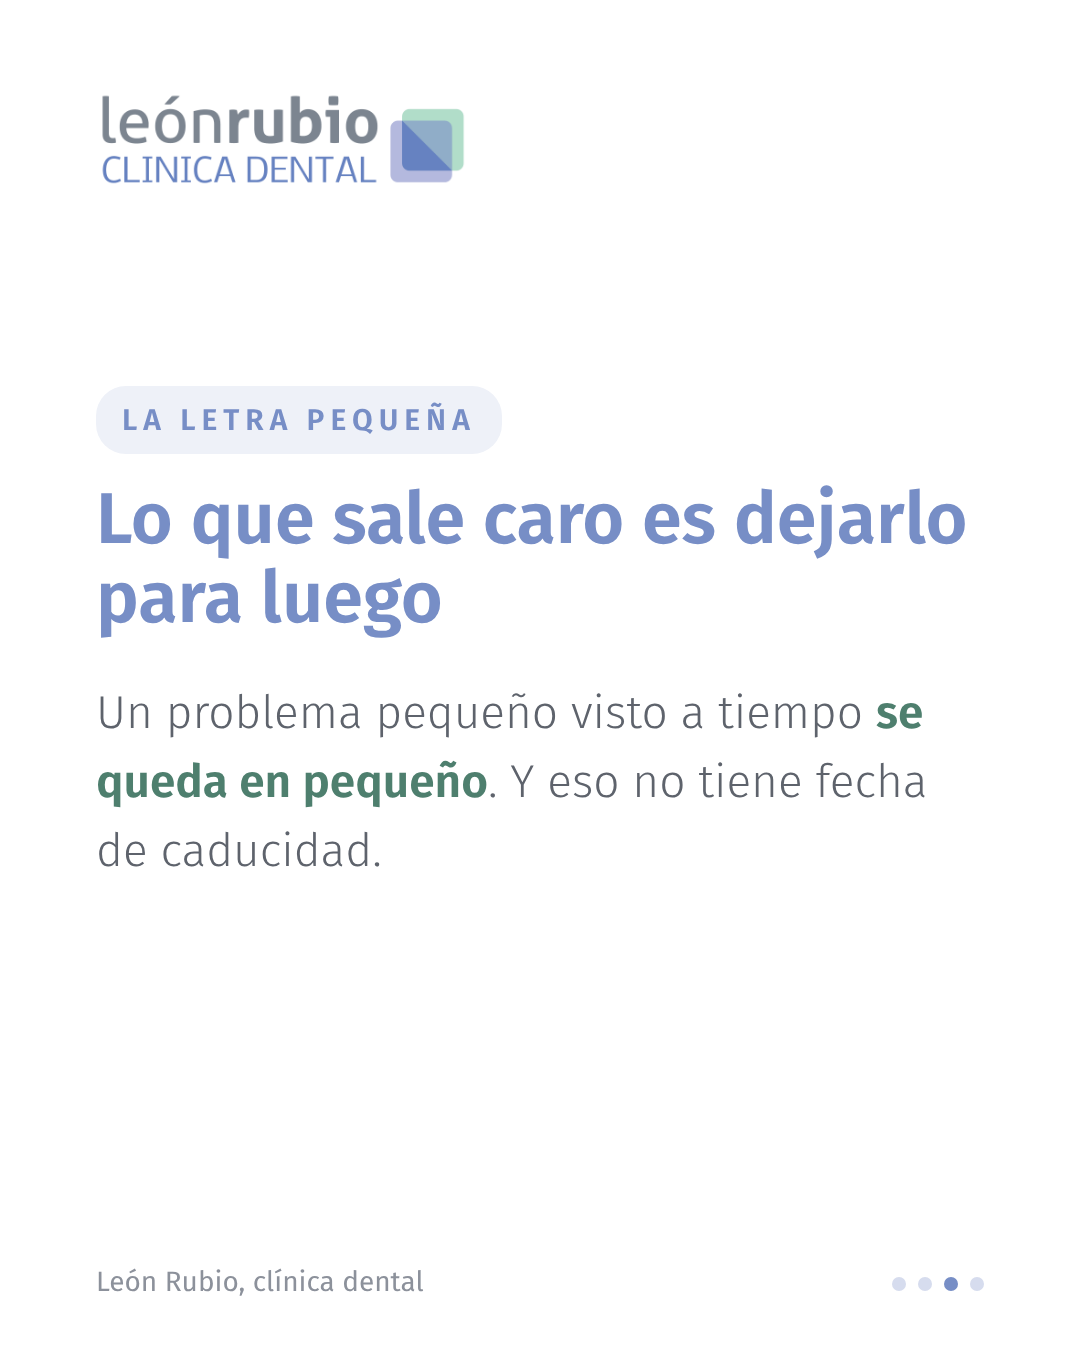 leónrubio
CLINICA DENTAL
LA LETRA PEQUEÑA
Lo que sale caro es dejarlo
para luego
Un problema pequeño visto a tiempo se
queda en pequeño. Y eso no tiene fecha
de caducidad.
León Rubio, clínica dental